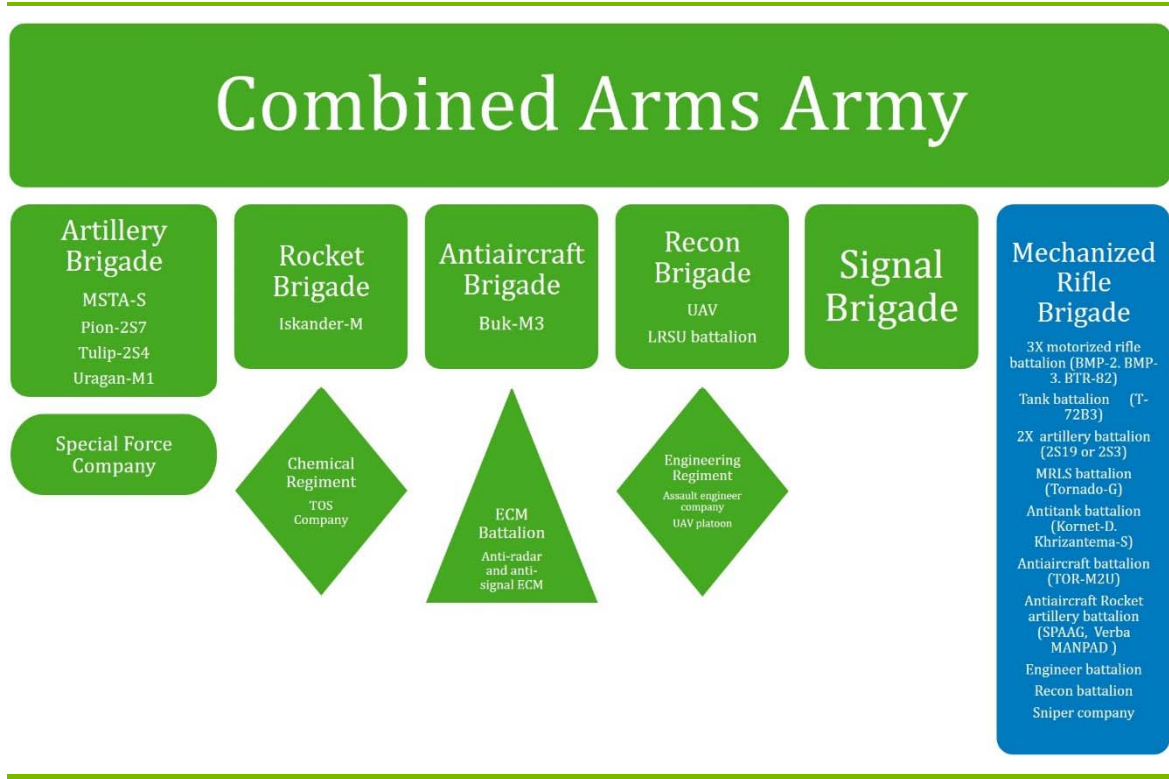 Combined Arms Army
Artillery
Brigade
MSTA-S
Pion-2S7
Tulip-2S4
Uragan-M1
Special Force
Company
Rocket
Brigade
Iskander-M
Chemical
Regiment
TOS
Company
Antiaircraft
Brigade
Buk-M3
ECM
Battalion
Anti-radar
and anti-
signal ECM
Recon
Brigade
UAV
LRSU battalion
Engineering
Regiment
Assault engineer
company
UAV platoon
Signal
Brigade
Mechanized
Rifle
Brigade
3X motorized rifle
battalion (BMP-2. BMP-
3. BTR-82)
Tank battalion (T-
72B3)
2X artillery battalion
(2S19 or 2S3)
MRLS battalion
(Tornado-G)
Antitank battalion
(Kornet-D.
Khrizantema-S)
Antiaircraft battalion
(TOR-M2U)
Antiaircraft Rocket
artillery battalion
(SPAAG, Verba
MANPAD )
Engineer battalion
Recon battalion
Sniper company